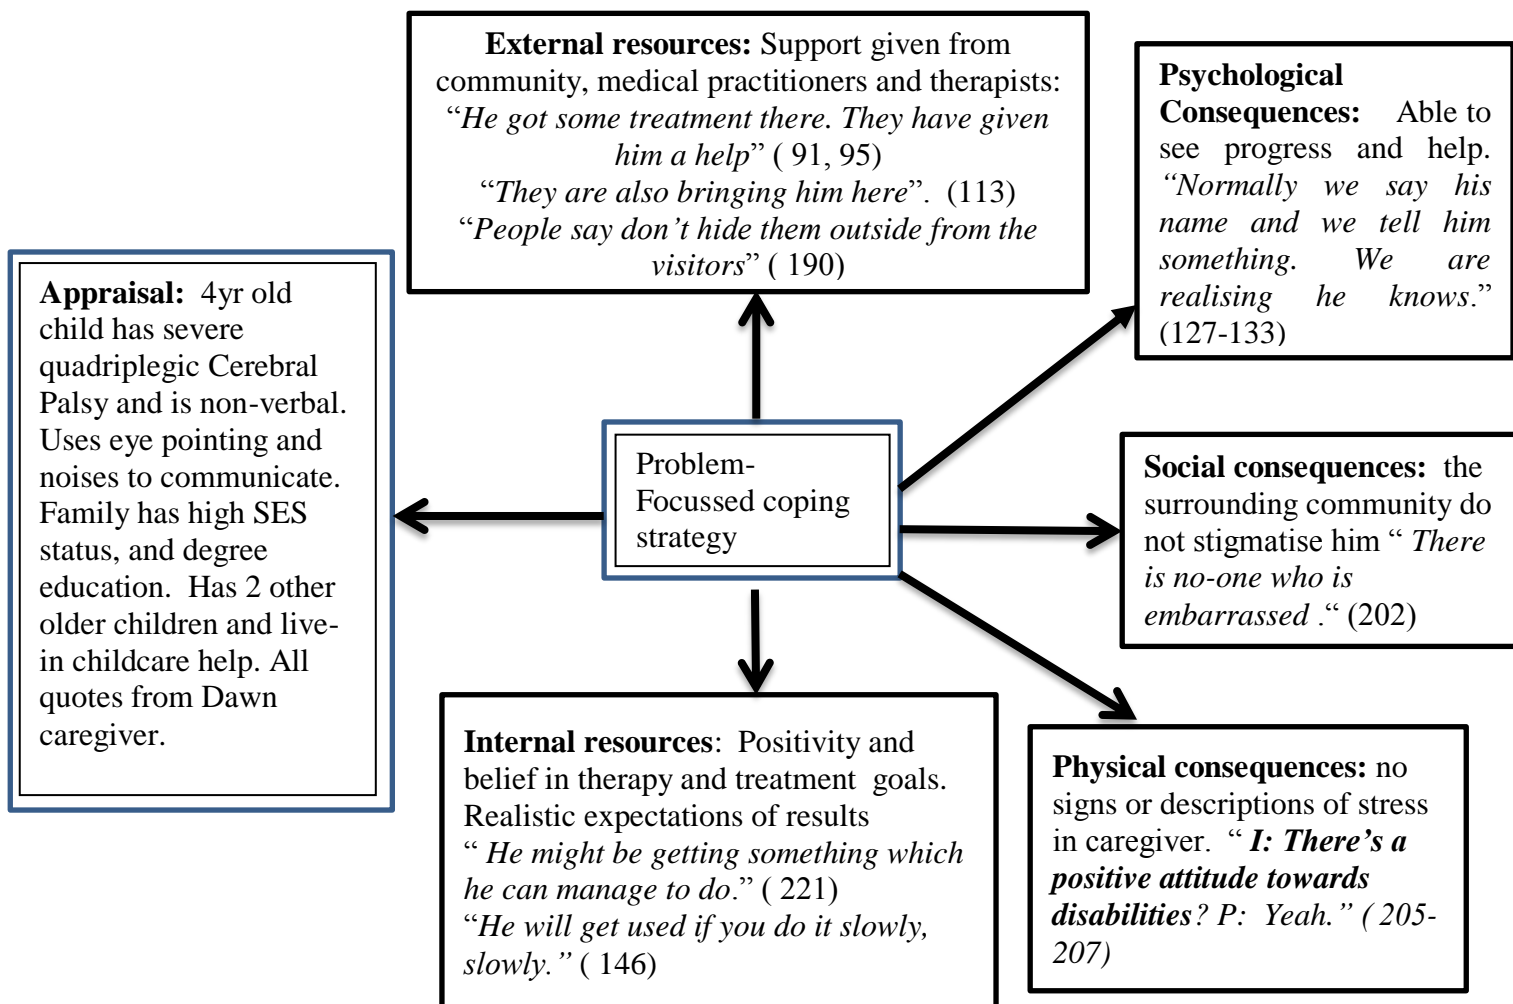 External resources: Support given from
community, medical practitioners and therapists:
“He got some treatment there. They have given
him a help” ( 91, 95)
“They are also bringing him here”.  (113)
“People say don’t hide them outside from the
visitors” ( 190)
Psychological
Consequences:    Able to
see progress and help.
“Normally we say his
name and we tell him
something. We are
realising he knows.”
(127-133)
Appraisal:  4yr old
child has severe
quadriplegic Cerebral
Palsy and is non-verbal.
Uses eye pointing and
noises to communicate.
Family has high SES
status, and degree
education.  Has 2 other
older children and live-
in childcare help. All
quotes from Dawn
caregiver.
Problem-
Focussed coping
strategy
Social consequences:  the
surrounding community do
not stigmatise him “ There
is no-one who is
embarrassed .“ (202)
Internal resources:  Positivity and
belief in therapy and treatment  goals.
Realistic expectations of results
“ He might be getting something which
he can manage to do.” ( 221)
“He will get used if you do it slowly,
slowly.” ( 146)
Physical consequences: no
signs or descriptions of stress
in caregiver.  “ I: There’s a
positive attitude towards
disabilities? P:  Yeah.” ( 205-
207)